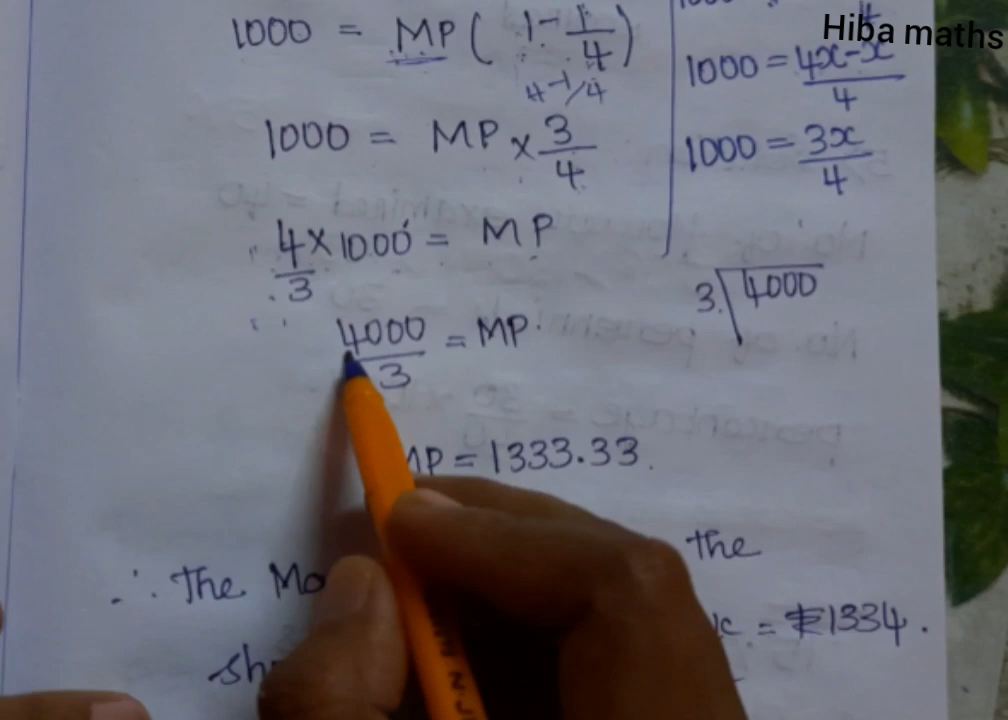 Hiba maths
1000 = MP ( 1 - 1/4 )
4-1/4
1000 = MP × 3/4
4/3 × 1000 = MP
4000/3 = MP
MP = 1333.33
∴ The
the
= ₹1334.
1000 = 4x-x/4
1000 = 3x/4
3 4000